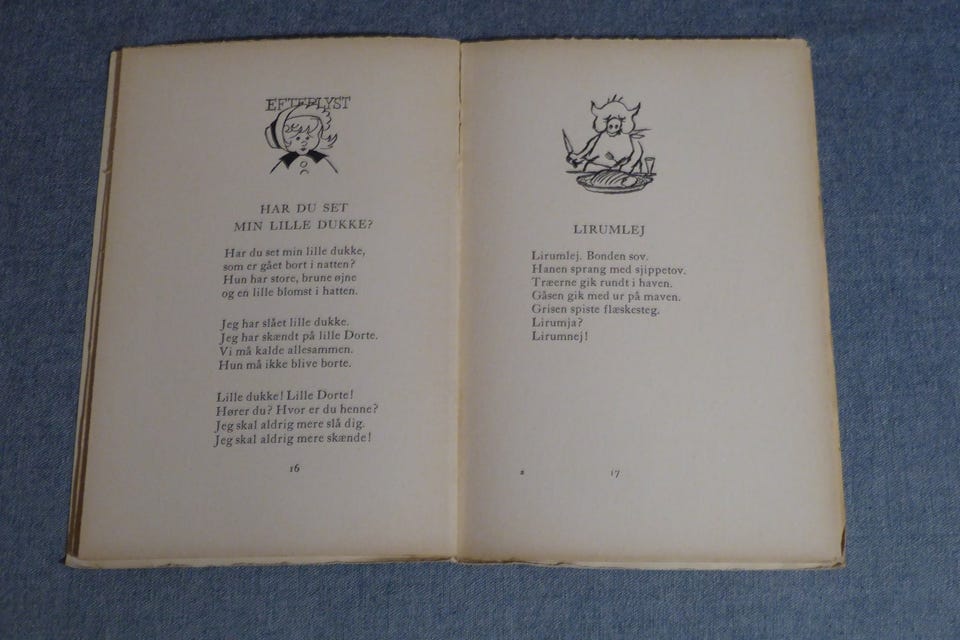 EFTERLYST
HAR DU SET
MIN LILLE DUKKE?
Har du set min lille dukke,
som er gået bort i natten?
Hun har store, brune øjne
og en lille blomst i hatten.
Jeg har slået lille dukke.
Jeg har skændt på lille Dorte.
Vi må kalde allesammen.
Hun må ikke blive borte.
Lille dukke! Lille Dorte!
Hører du? Hvor er du henne?
Jeg skal aldrig mere slå dig.
Jeg skal aldrig mere skænde!
16
LIRUMLEJ
Lirumlej. Bonden sov.
Hanen sprang med sjippetov.
Træerne gik rundt i haven.
Gåsen gik med ur på maven.
Grisen spiste flæskesteg.
Lirumja?
Lirumnej!
2 17